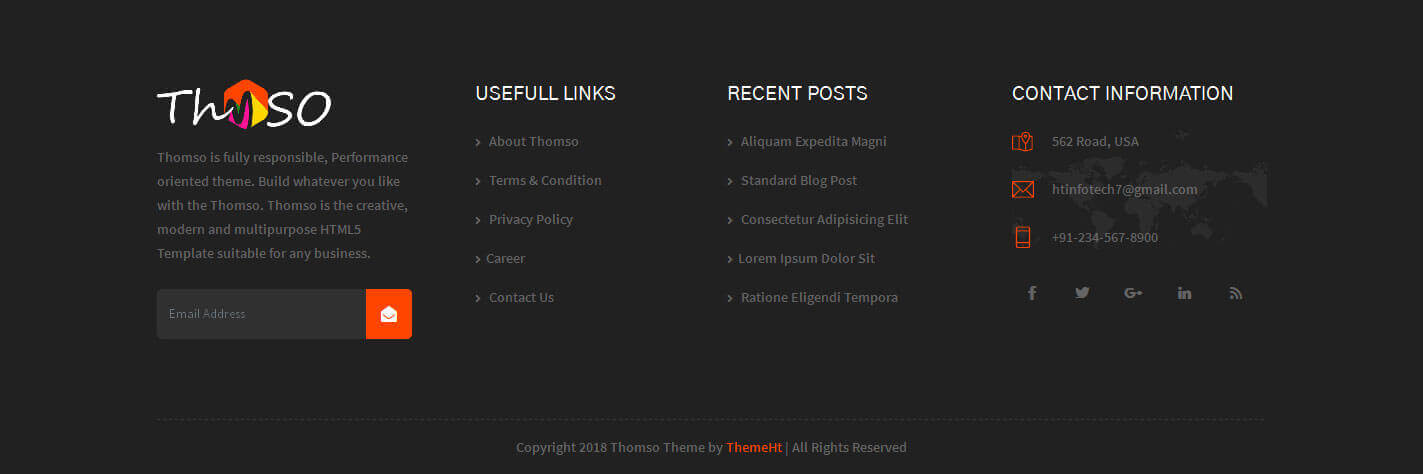 Thomso
Thomso is fully responsible, Performance
oriented theme. Build whatever you like
with the Thomso. Thomso is the creative,
modern and multipurpose HTML5
Template suitable for any business.
Email Address
USEFULL LINKS
About Thomso
Terms & Condition
Privacy Policy
Career
Contact Us
RECENT POSTS
Aliquam Expedita Magni
Standard Blog Post
Consectetur Adipisicing Elit
Lorem Ipsum Dolor Sit
Ratione Eligendi Tempora
CONTACT INFORMATION
562 Road, USA
htinfotech7@gmail.com
+91-234-567-8900
Copyright 2018 Thomso Theme by ThemeHt | All Rights Reserved